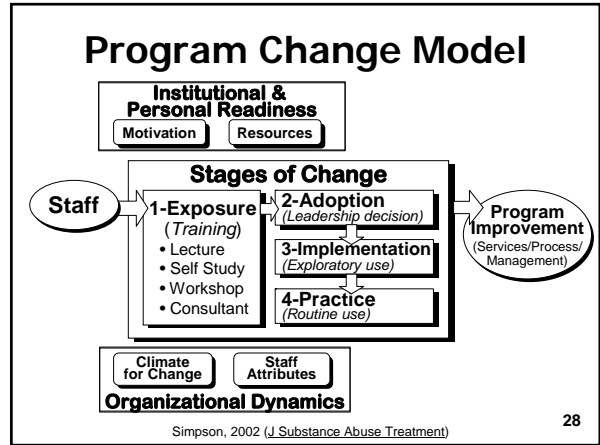 Program Change Model
Institutional &
Personal Readiness
Motivation
Resources
Stages of Change
Staff
1-Exposure
(Training)
• Lecture
• Self Study
• Workshop
• Consultant
2-Adoption
(Leadership decision)
3-Implementation
(Exploratory use)
4-Practice
(Routine use)
Program
Improvement
(Services/Process/
Management)
Climate
for Change
Staff
Attributes
Organizational Dynamics
Simpson, 2002 (J Substance Abuse Treatment)
28